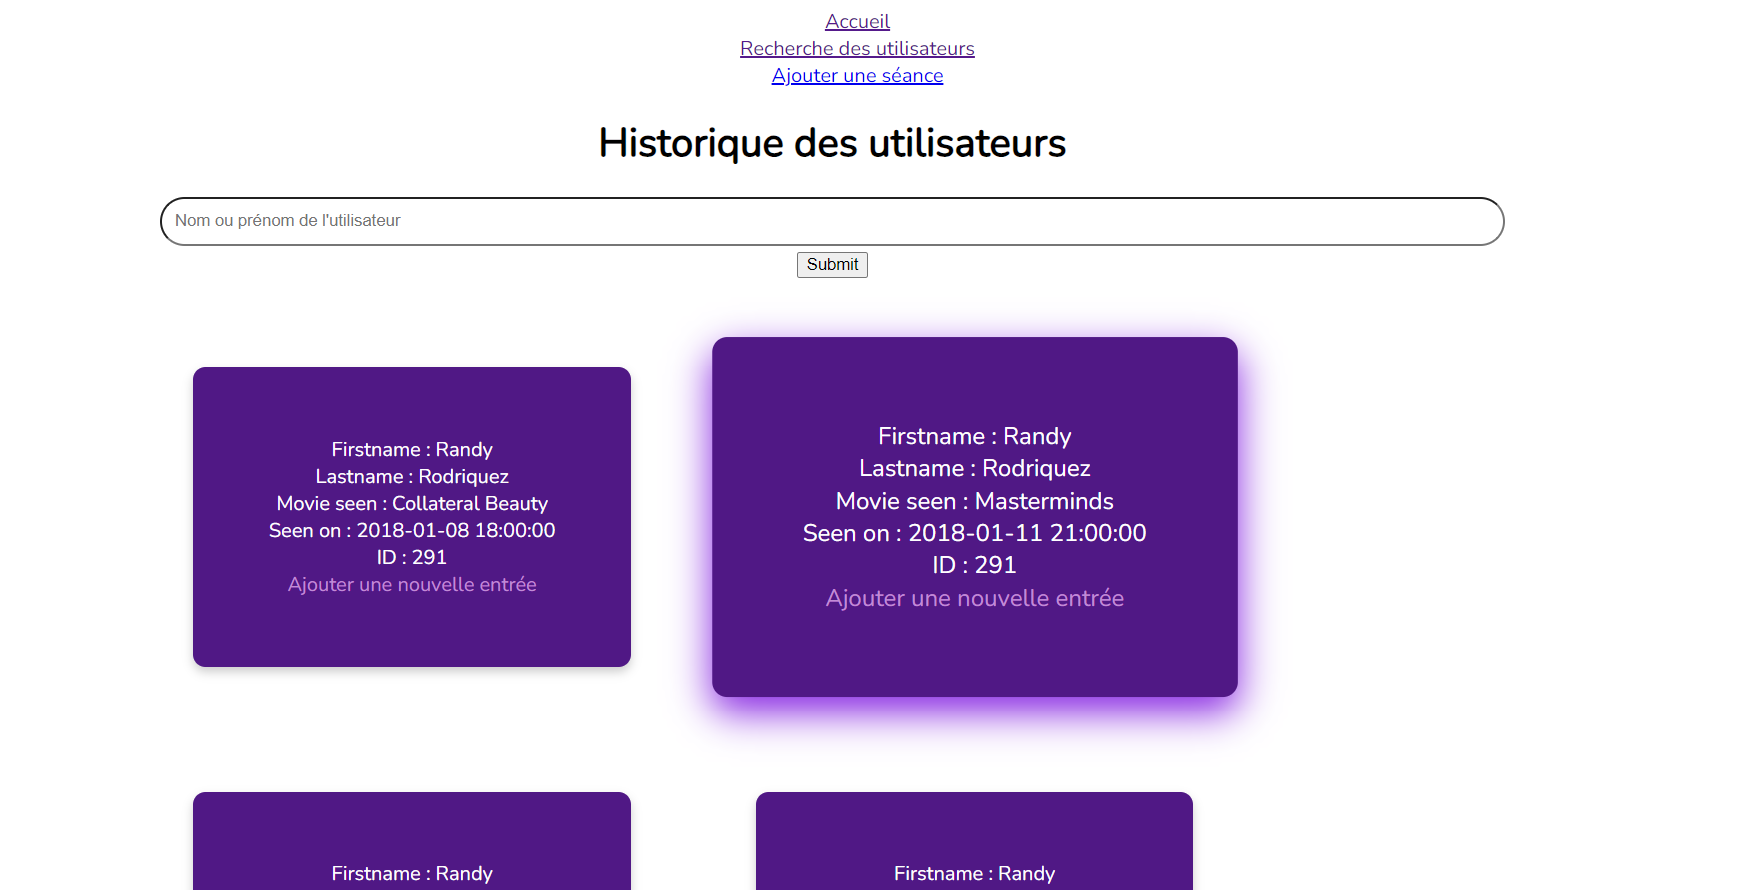 Accueil
Recherche des utilisateurs
Ajouter une séance
Historique des utilisateurs
Nom ou prénom de l'utilisateur
Submit
Firstname : Randy
Lastname : Rodriquez
Movie seen : Collateral Beauty
Seen on : 2018-01-08 18:00:00
ID : 291
Ajouter une nouvelle entrée
Firstname : Randy
Lastname : Rodriquez
Movie seen : Masterminds
Seen on : 2018-01-11 21:00:00
ID : 291
Ajouter une nouvelle entrée
Firstname : Randy
Firstname : Randy